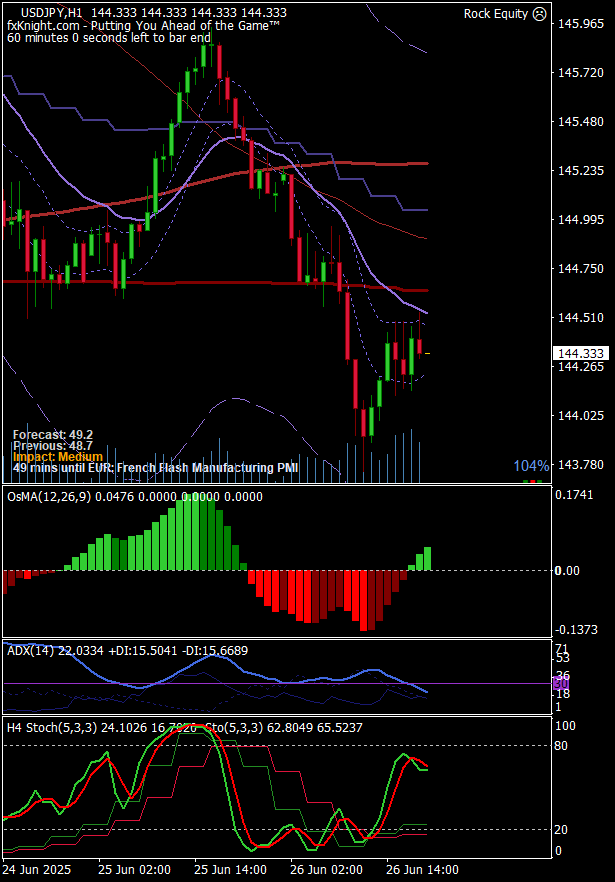 USDJPY,H1 144.333 144.333 144.333 144.333
Rock Equity
fxKnight.com - Putting You Ahead of the Game™
60 minutes 0 seconds left to bar end
145.965
145.720
145.480
145.235
144.995
144.750
144.510
144.333
144.265
144.025
143.780
Forecast: 49.2
Previous: 48.7
Impact: Medium
49 mins until EUR: French Flash Manufacturing PMI
104%
OsMA(12,26,9) 0.0476 0.0000 0.0000 0.0000
0.1741
0.00
-0.1373
ADX(14) 22.0334 +DI:15.5041 -DI:15.6689
71
53
36
30
18
1
H4 Stoch(5,3,3) 24.1026 Sto(5,3,3) 62.8049 65.5237
100
80
20
0
24 Jun 2025
25 Jun 02:00
25 Jun 14:00
26 Jun 02:00
26 Jun 14:00